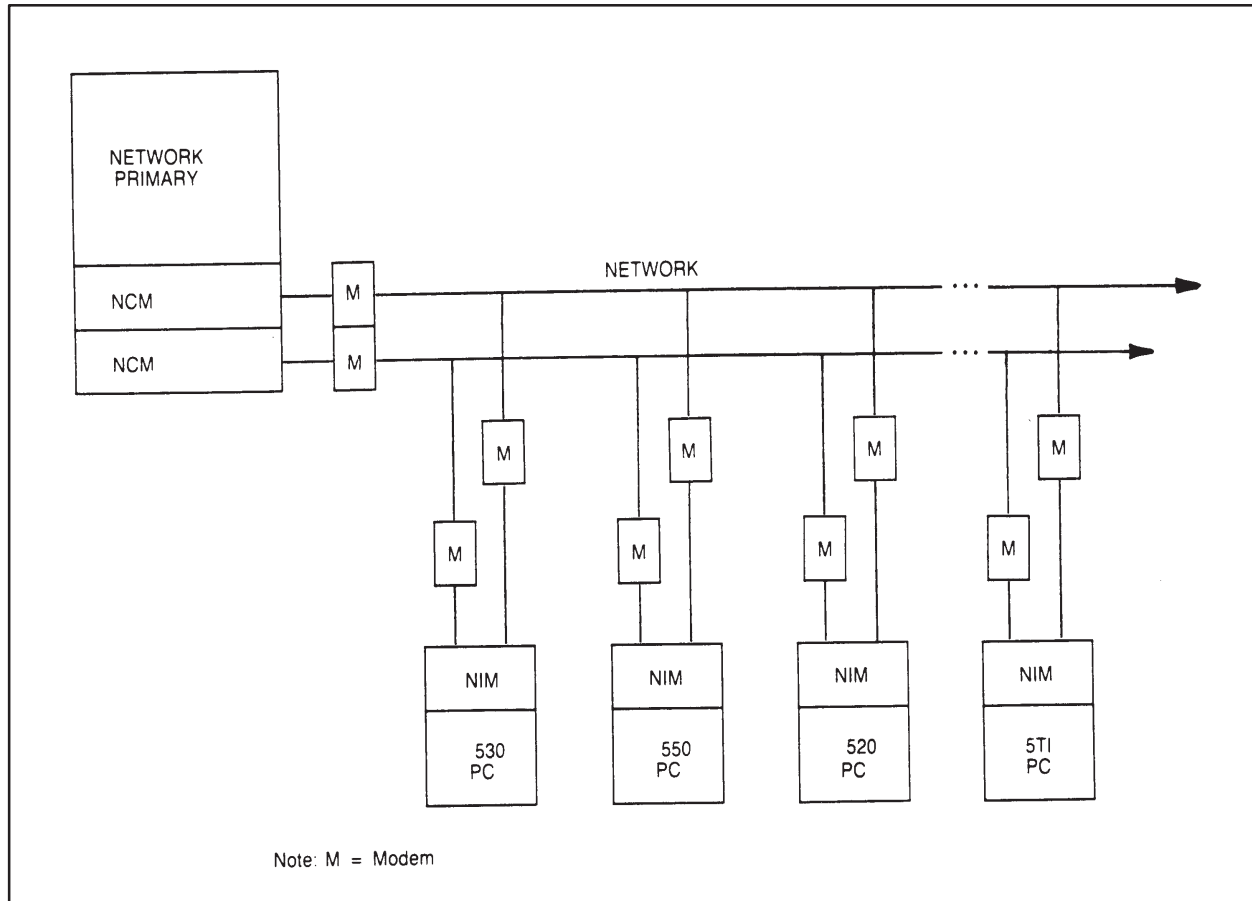 NETWORK
PRIMARY
NCM
NCM
M
M
NETWORK
...
...
M
M
M
M
M
M
M
M
NIM
NIM
NIM
NIM
530
PC
550
PC
520
PC
5TI
PC
Note: M = Modem